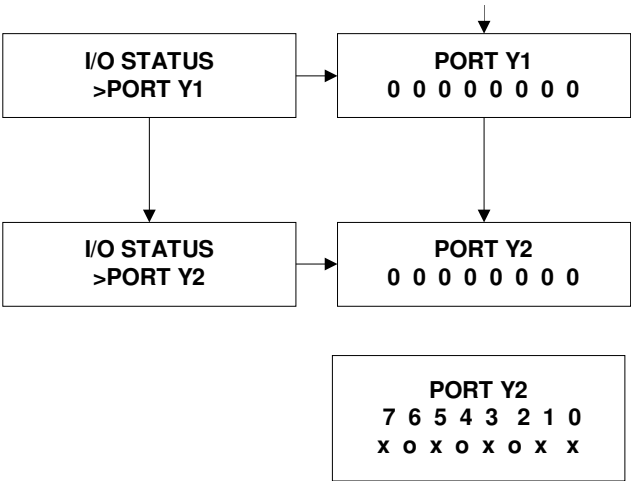 I/O STATUS
>PORT Y1
PORT Y1
0 0 0 0 0 0 0 0
I/O STATUS
>PORT Y2
PORT Y2
0 0 0 0 0 0 0 0
PORT Y2
7 6 5 4 3 2 1 0
x o x o x o x x